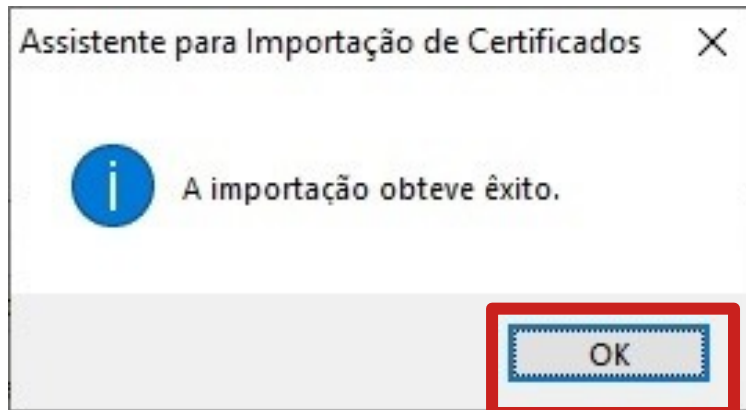 Assistente para Importação de Certificados
A importação obteve êxito.
OK